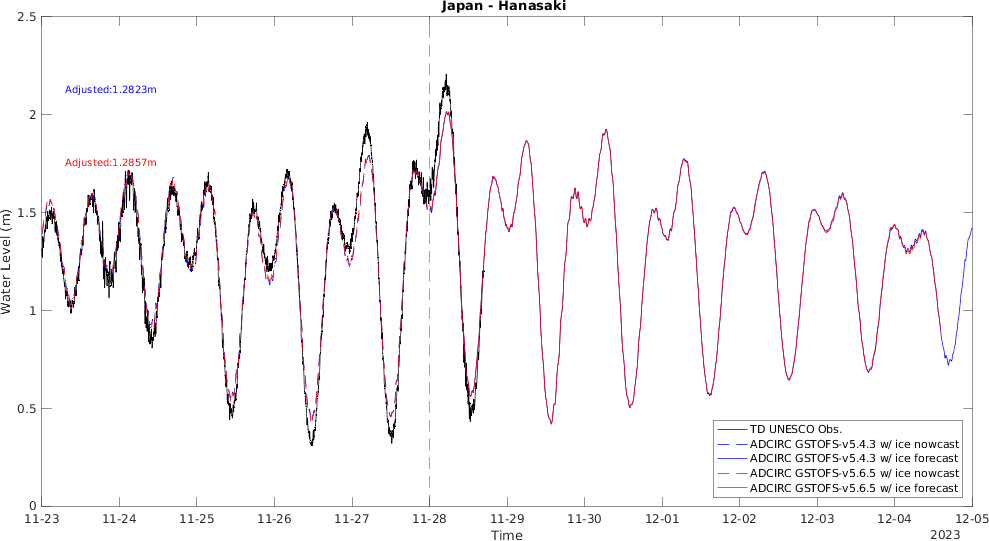 Japan - Hanasaki
2.5
2
1.5
1
0.5
0
Water Level (m)
Adjusted:1.2823m
Adjusted:1.2857m
TD UNESCO Obs.
ADCIRC GSTOFS-v5.4.3 w/ ice nowcast
ADCIRC GSTOFS-v5.4.3 w/ ice forecast
ADCIRC GSTOFS-v5.6.5 w/ ice nowcast
ADCIRC GSTOFS-v5.6.5 w/ ice forecast
11-23 11-24 11-25 11-26 11-27 11-28 11-29 11-30 12-01 12-02 12-03 12-04 12-05
Time
2023